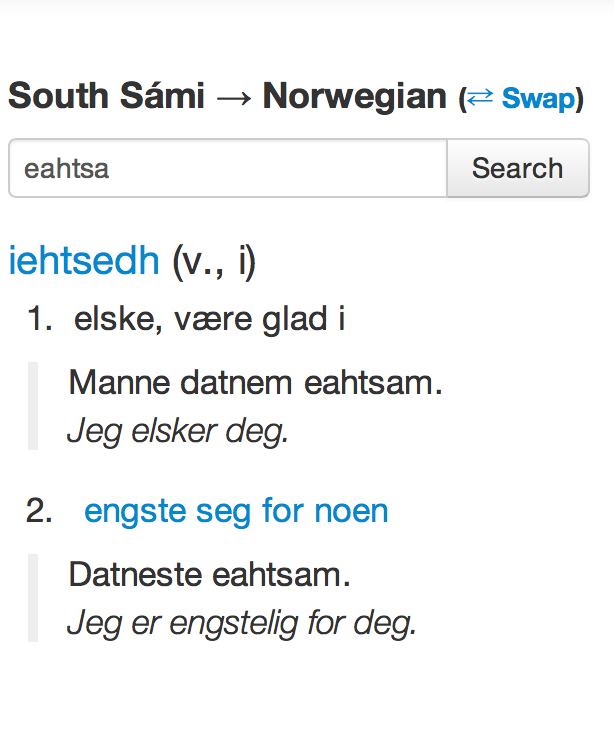 South Sámi → Norwegian (⇄ Swap)
eahtsa Search
iehtsedh (v., i)
1. elske, være glad i
Manne datnem eahtsam.
Jeg elsker deg.
2. engste seg for noen
Datneste eahtsam.
Jeg er engstelig for deg.